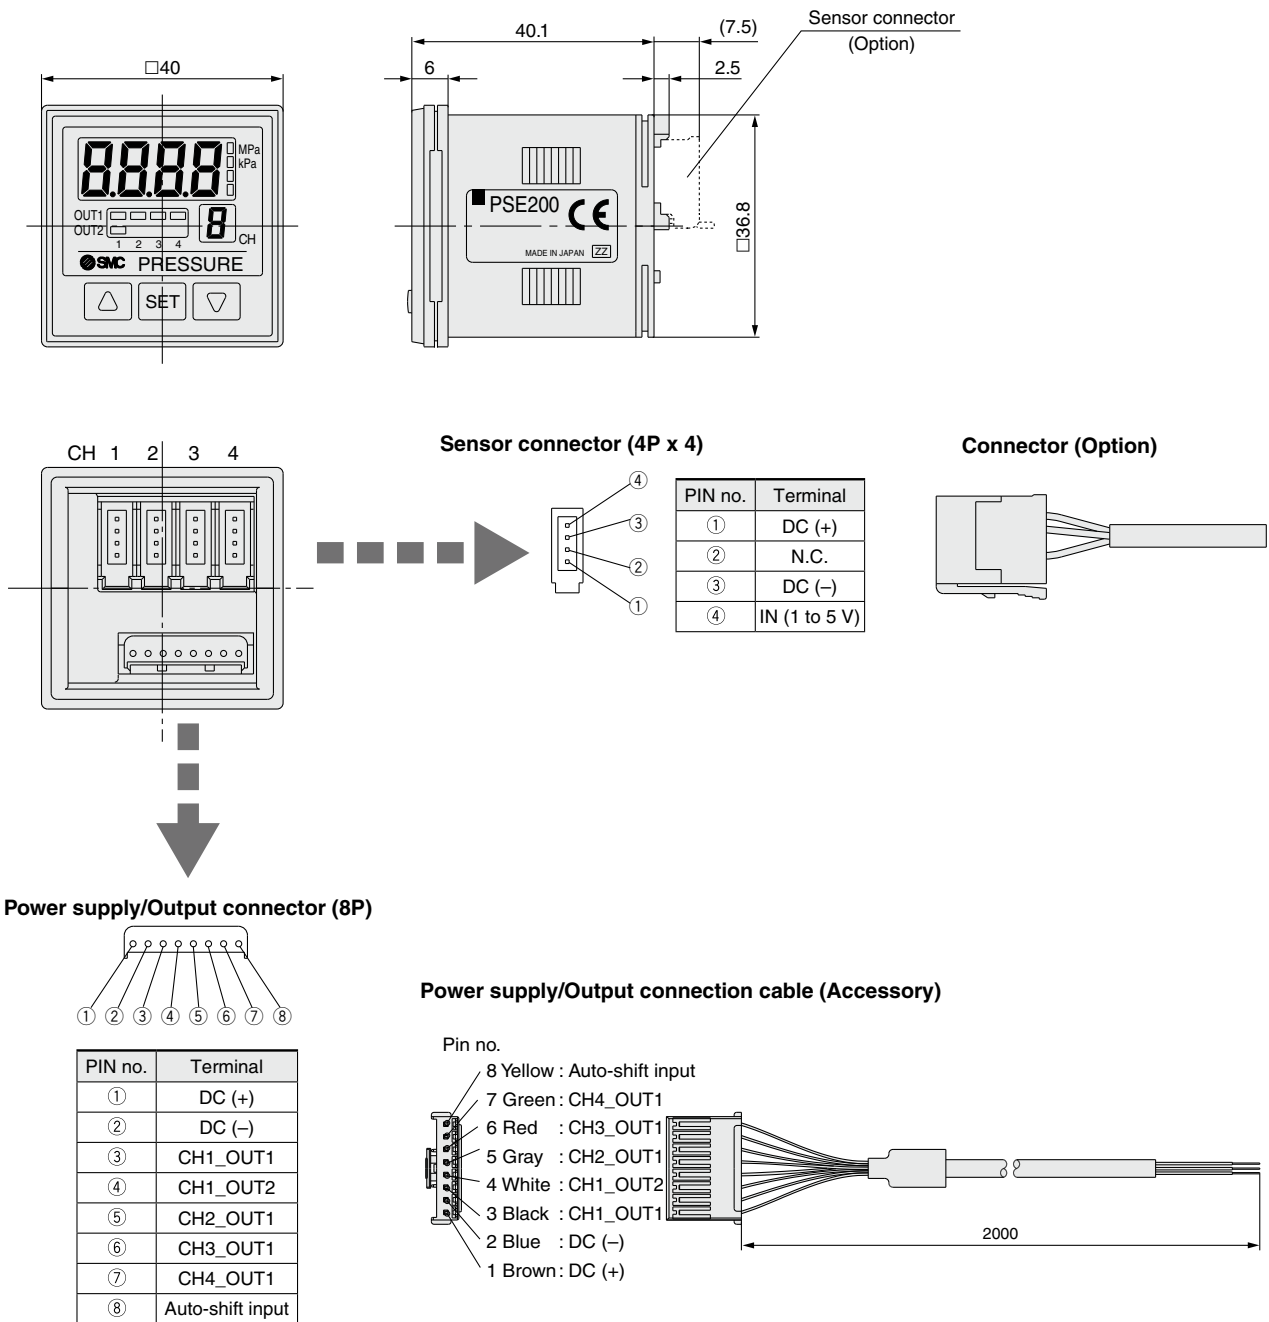 □40
40.1
(7.5)
6
2.5
Sensor connector
(Option)
8.8.8.8
MPa
kPa
OUT1
OUT2
1 2 3 4
8
CH
SMC PRESSURE
SET
PSE200 CE
MADE IN JAPAN ZZ
□36.8
CH 1 2 3 4
Sensor connector (4P x 4)
④
③
②
①
PIN no. Terminal
① DC (+)
② N.C.
③ DC (–)
④ IN (1 to 5 V)
Connector (Option)
Power supply/Output connector (8P)
① ② ③ ④ ⑤ ⑥ ⑦ ⑧
PIN no. Terminal
① DC (+)
② DC (–)
③ CH1_OUT1
④ CH1_OUT2
⑤ CH2_OUT1
⑥ CH3_OUT1
⑦ CH4_OUT1
⑧ Auto-shift input
Power supply/Output connection cable (Accessory)
Pin no.
8 Yellow : Auto-shift input
7 Green : CH4_OUT1
6 Red : CH3_OUT1
5 Gray : CH2_OUT1
4 White : CH1_OUT2
3 Black : CH1_OUT1
2 Blue : DC (–)
1 Brown : DC (+)
2000